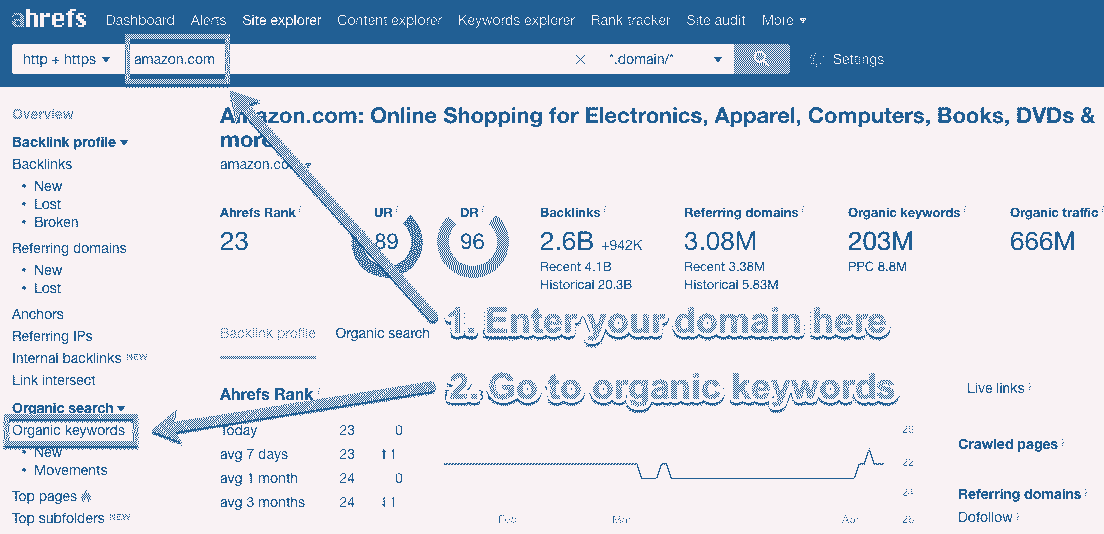 ahrefs Dashboard Alerts Site explorer Content explorer Keywords explorer Rank tracker Site audit More
http + https amazon.com *.domain/* Settings
Overview
Backlink profile
Backlinks
New
Lost
Broken
Referring domains
New
Lost
Anchors
Referring IPs
Internal backlinks NEW
Link intersect
Organic search
Organic keywords
New
Movements
Top pages
Top subfolders NEW
Amazon.com: Online Shopping for Electronics, Apparel, Computers, Books, DVDs &
more
amazon.com
Ahrefs Rank UR DR Backlinks Referring domains Organic keywords Organic traffic
23 89 96 2.6B +942K 3.08M 203M 666M
Recent 4.1B Recent 3.38M PPC 8.8M
Historical 20.3B Historical 5.83M
1. Enter your domain here
Backlink profile Organic search
2. Go to organic keywords
Ahrefs Rank Live links
Today 23 0
avg 7 days 23 1
avg 1 month 24 0
avg 3 months 24 1
22
Feb Mar Apr
Crawled pages
Referring domains
Dofollow